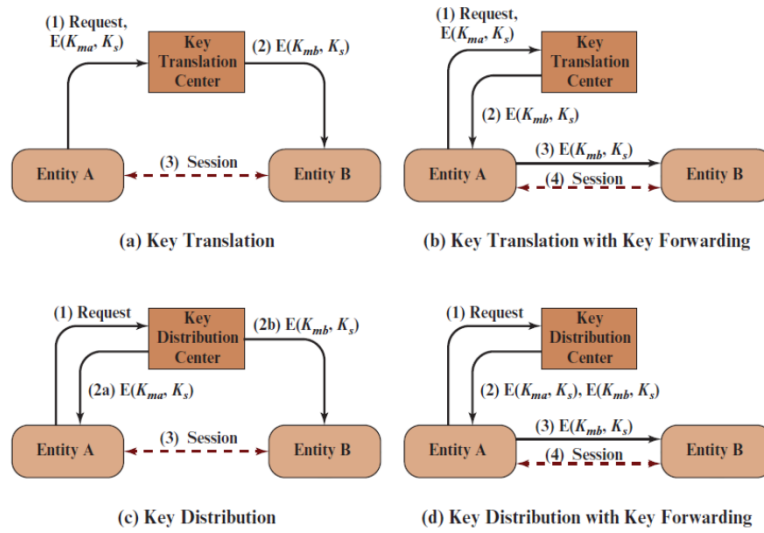 (1) Request,
E(Kma, Ks)
Key
Translation
Center
(2) E(Kmb, Ks)
Entity A
(3) Session
Entity B
(a) Key Translation
(1) Request,
E(Kma, Ks)
Key
Translation
Center
(2) E(Kmb, Ks)
Entity A
(3) E(Kmb, Ks)
(4) Session
Entity B
(b) Key Translation with Key Forwarding
(1) Request
Key
Distribution
Center
(2b) E(Kmb, Ks)
(2a) E(Kma, Ks)
Entity A
(3) Session
Entity B
(c) Key Distribution
(1) Request
Key
Distribution
Center
(2) E(Kma, Ks), E(Kmb, Ks)
Entity A
(3) E(Kmb, Ks)
(4) Session
Entity B
(d) Key Distribution with Key Forwarding